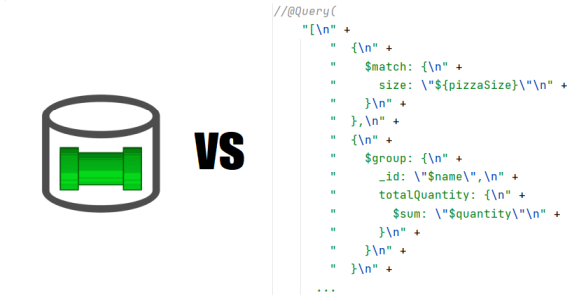 //@Query(
"[\n" +
"  {\n" +
"    $match: {\n" +
"      size: \"${pizzaSize}\"\n" +
"    }\n" +
"  },\n" +
"  {\n" +
"    $group: {\n" +
"      _id: \"$name\",\n" +
"      totalQuantity: {\n" +
"        $sum: \"$quantity\"\n" +
"      }\n" +
"    }\n" +
"  }\n" +
...
VS